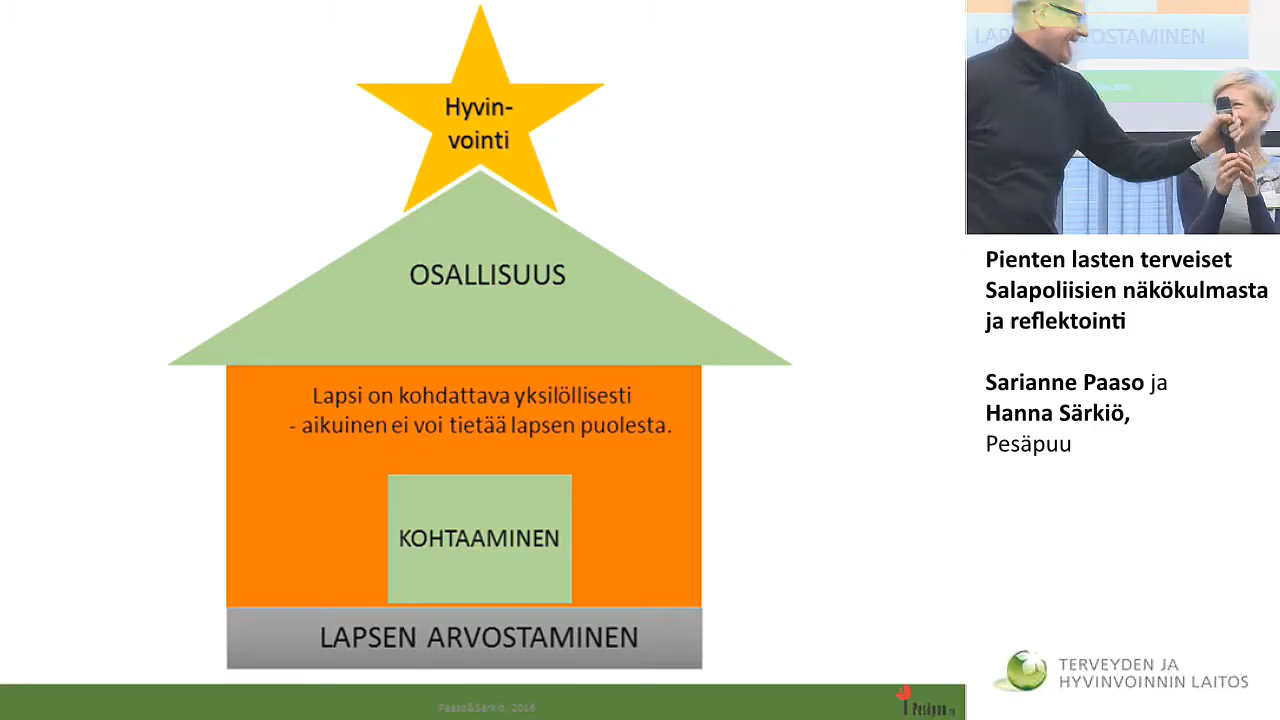 Hyvin-
vointi
OSALLISUUS
Lapsi on kohdattava yksilöllisesti
- aikuinen ei voi tietää lapsen puolesta.
KOHTAAMINEN
LAPSEN ARVOSTAMINEN
Paaso&Särkiö, 2016
Pesäpuu ry
Pienten lasten terveiset
Salapoliisien näkökulmasta
ja reflektointi
Sarianne Paaso ja
Hanna Särkiö,
Pesäpuu
TERVEYDEN JA
HYVINVOINNIN LAITOS